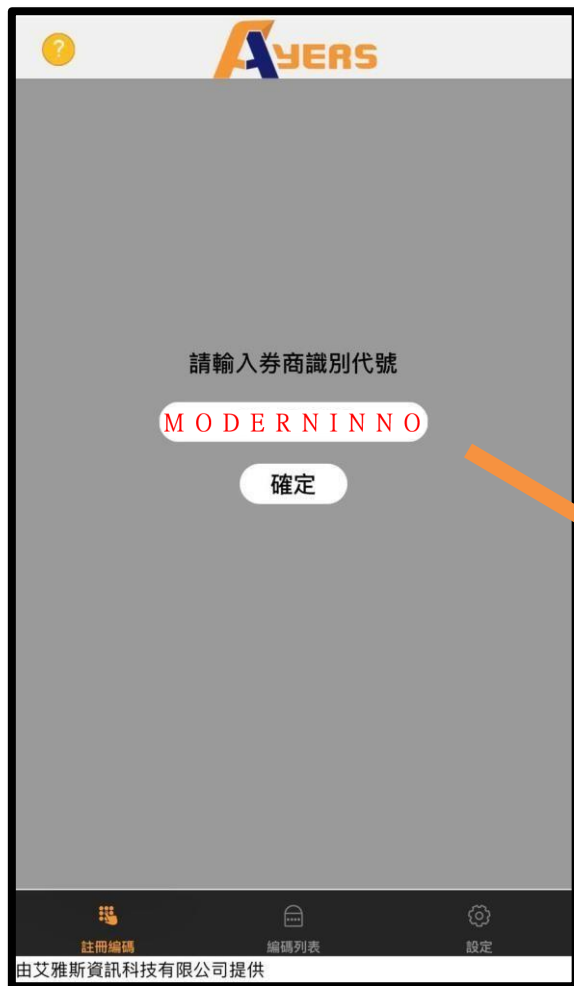 ?
AYERS
請輸入券商識別代號
MODERNINNO
確定
註冊編碼
編碼列表
設定
由艾雅斯資訊科技有限公司提供